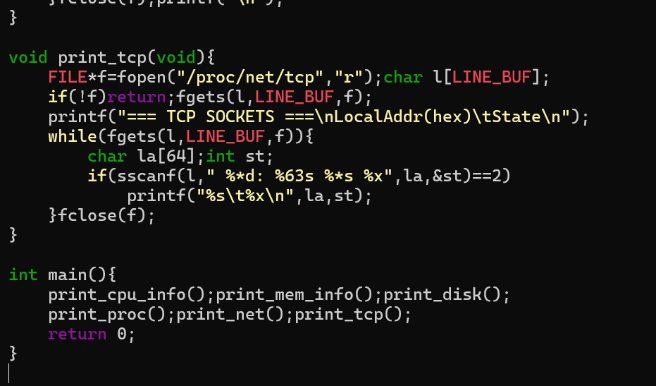 }
void print_tcp(void){
    FILE*f=fopen("/proc/net/tcp","r");char l[LINE_BUF];
    if(!f)return;fgets(l,LINE_BUF,f);
    printf("=== TCP SOCKETS ===\nLocalAddr(hex)\tState\n");
    while(fgets(l,LINE_BUF,f)){
        char la[64];int st;
        if(sscanf(l," %*d: %63s %*s %x",la,&st)==2)
            printf("%s\t%x\n",la,st);
    }fclose(f);
}
int main(){
    print_cpu_info();print_mem_info();print_disk();
    print_proc();print_net();print_tcp();
    return 0;
}